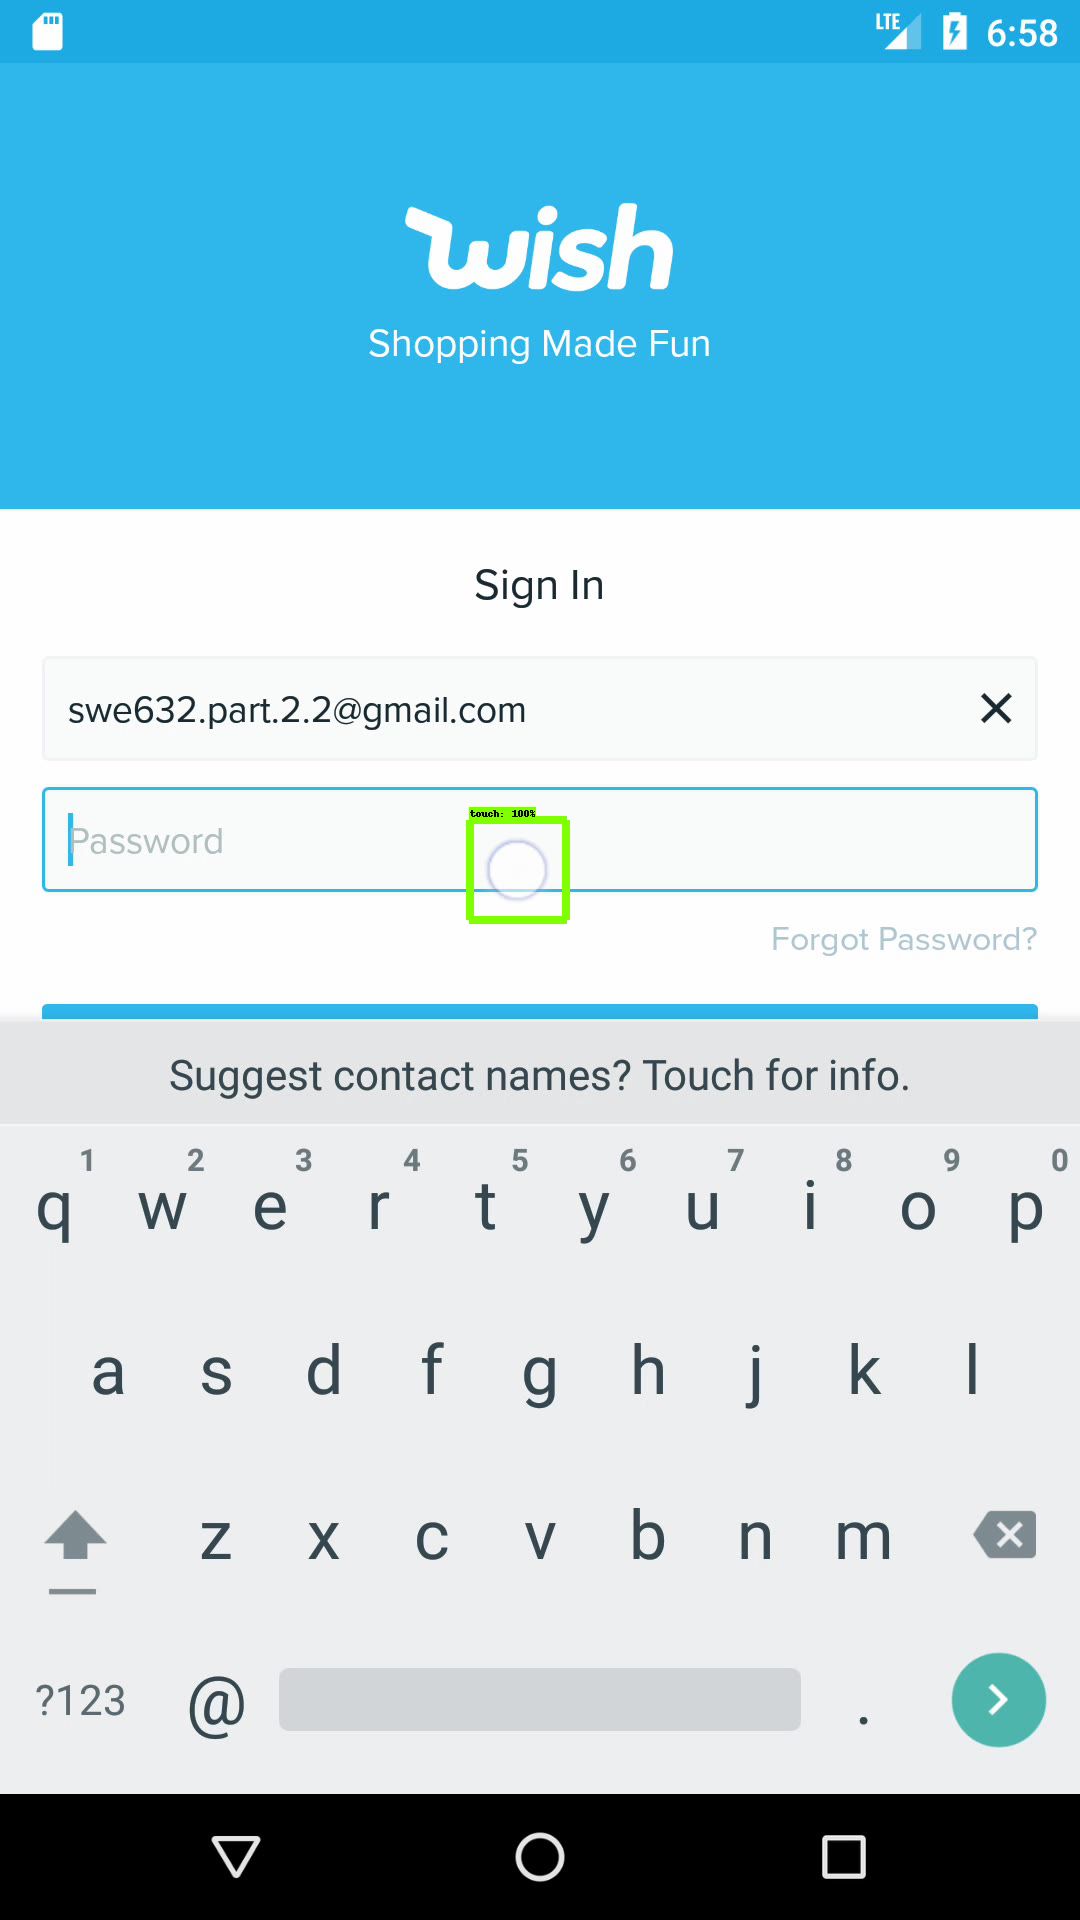 LTE 6:58
wish
Shopping Made Fun
Sign In
swe632.part.2.2@gmail.com
touch: 100%
Password
Forgot Password?
Suggest contact names? Touch for info.
1 2 3 4 5 6 7 8 9 0
q w e r t y u i o p
a s d f g h j k l
z x c v b n m
?123 @ .